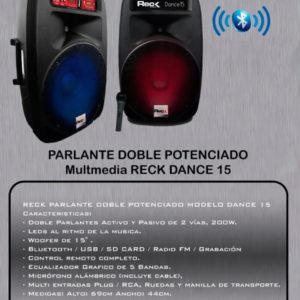 Reck
Reck Dance15
PARLANTE DOBLE POTENCIADO
Multmedia RECK DANCE 15
RECK PARLANTE DOBLE POTENCIADO MODELO DANCE 15
Caracteristicas:
· Doble Parlantes Activo y Pasivo de 2 vías, 200W.
· Leds al ritmo de la musica.
· Woofer de 15".
· Bluetooth / USB / SD CARD / Radio FM / Grabación
· Control remoto completo.
· Ecualizador Grafico de 5 Bandas.
· Micrófono alámbrico (incluye cable),
· Multi entradas Plug / RCA, Ruedas y manilla de transporte.
· Medigas: Alto: 69cm Ancho: 44cm.